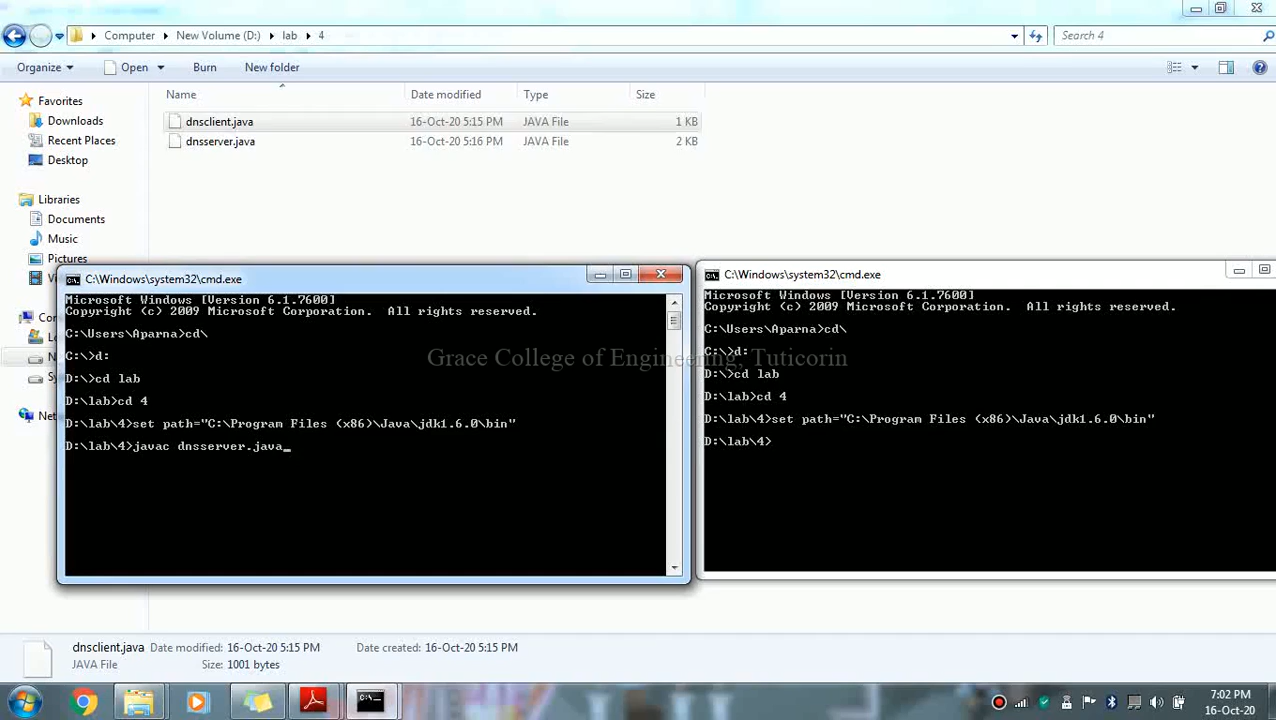 Computer New Volume (D:) lab 4
Search 4
Organize Open Burn New folder
Name Date modified Type Size
Favorites
Downloads
Recent Places
Desktop
Libraries
Documents
Music
Pictures
dnsclient.java 16-Oct-20 5:15 PM JAVA File 1 KB
dnsserver.java 16-Oct-20 5:16 PM JAVA File 2 KB
C:\Windows\system32\cmd.exe
Microsoft Windows [Version 6.1.7600]
Copyright (c) 2009 Microsoft Corporation. All rights reserved.
C:\Users\Aparna>cd\
C:\>d:
D:\>cd lab
D:\lab>cd 4
D:\lab\4>set path="C:\Program Files (x86)\Java\jdk1.6.0\bin"
D:\lab\4>javac dnsserver.java_
C:\Windows\system32\cmd.exe
Microsoft Windows [Version 6.1.7600]
Copyright (c) 2009 Microsoft Corporation. All rights reserved.
C:\Users\Aparna>cd\
C:\>d:
D:\>cd lab
D:\lab>cd 4
D:\lab\4>set path="C:\Program Files (x86)\Java\jdk1.6.0\bin"
D:\lab\4>
Grace College of Engineering, Tuticorin
dnsclient.java Date modified: 16-Oct-20 5:15 PM Date created: 16-Oct-20 5:15 PM
JAVA File Size: 1001 bytes
7:02 PM
16-Oct-20